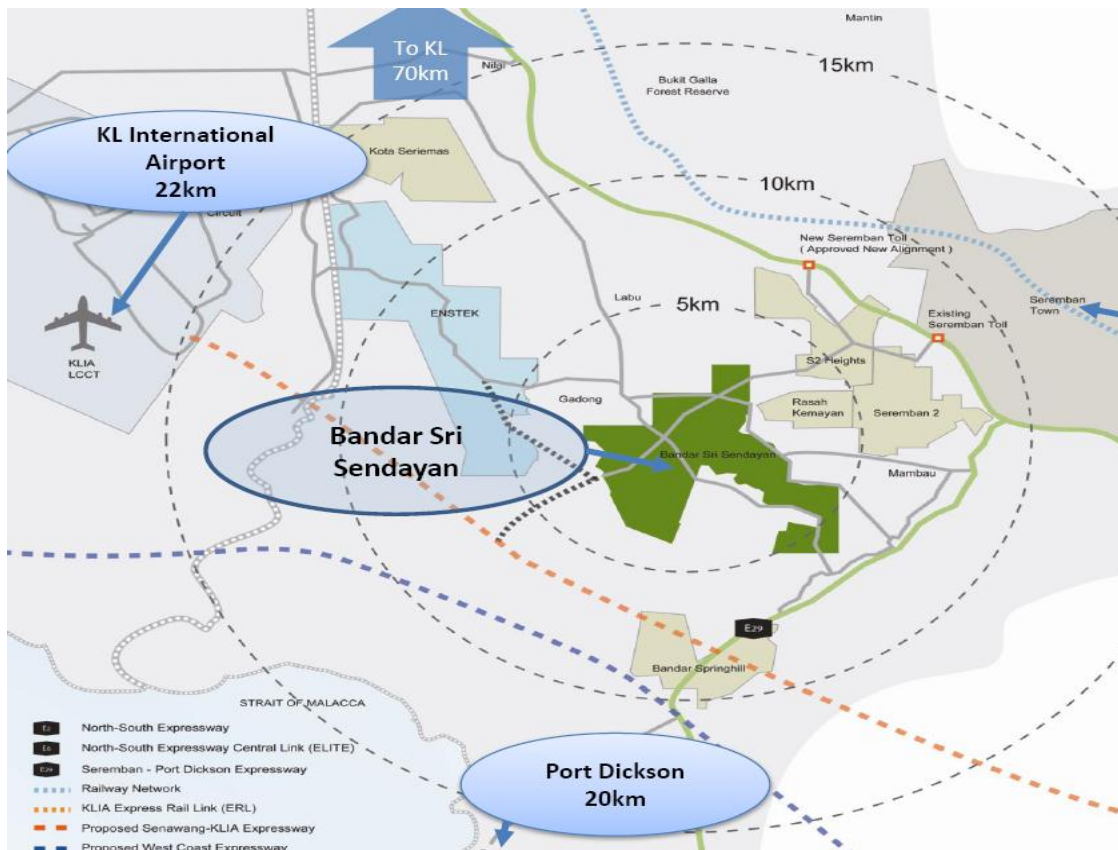 Mantin
To KL
70km
Nilai
15km
Bukit Galla
Forest Reserve
KL International
Airport
22km
Kota Seriemas
10km
Circuit
New Seremban Toll
( Approved New Alignment )
Labu
5km
Seremban
Town
ENSTEK
Existing
Seremban Toll
KLIA
LCCT
S2 Heights
Gadong
Rasah
Kemayan
Seremban 2
Bandar Sri
Sendayan
Bandar Sri Sendayan
Mambau
E29
Bandar Springhill
STRAIT OF MALACCA
E2 North-South Expressway
E6 North-South Expressway Central Link (ELITE)
E29 Seremban - Port Dickson Expressway
Railway Network
KLIA Express Rail Link (ERL)
Proposed Senawang-KLIA Expressway
Proposed West Coast Expressway
Port Dickson
20km